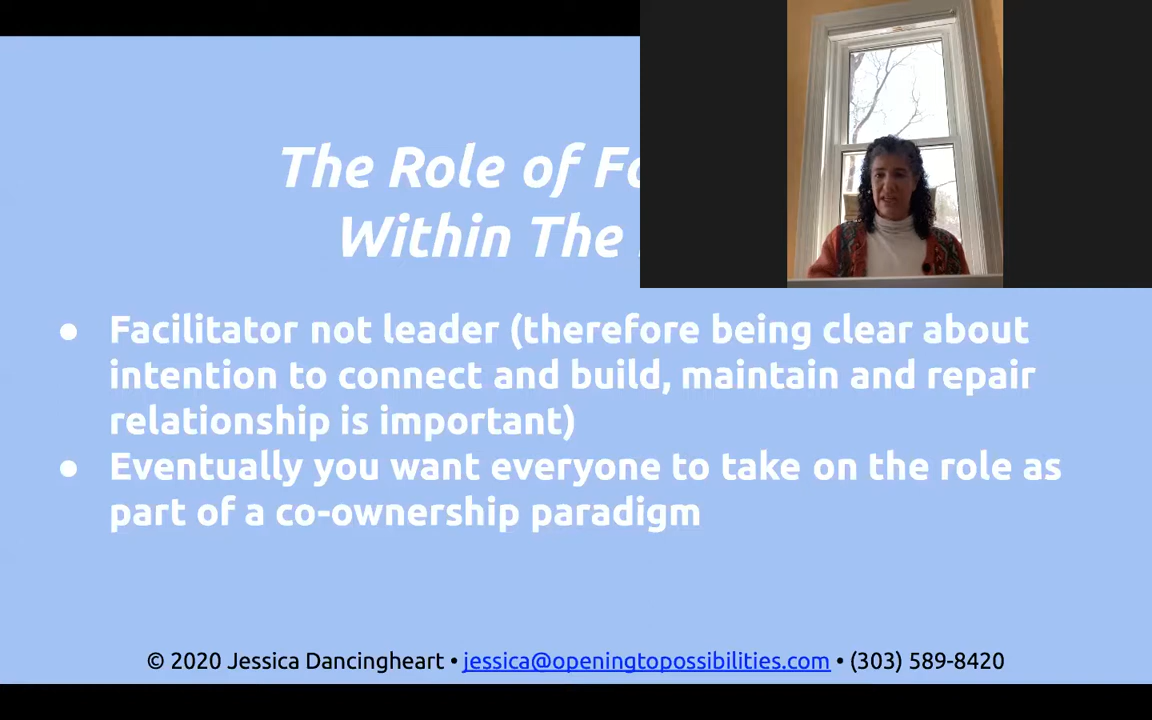 The Role of
Within The
● Facilitator not leader (therefore being clear about
intention to connect and build, maintain and repair
relationship is important)
● Eventually you want everyone to take on the role as
part of a co-ownership paradigm
© 2020 Jessica Dancingheart • jessica@openingtopossibilities.com • (303) 589-8420